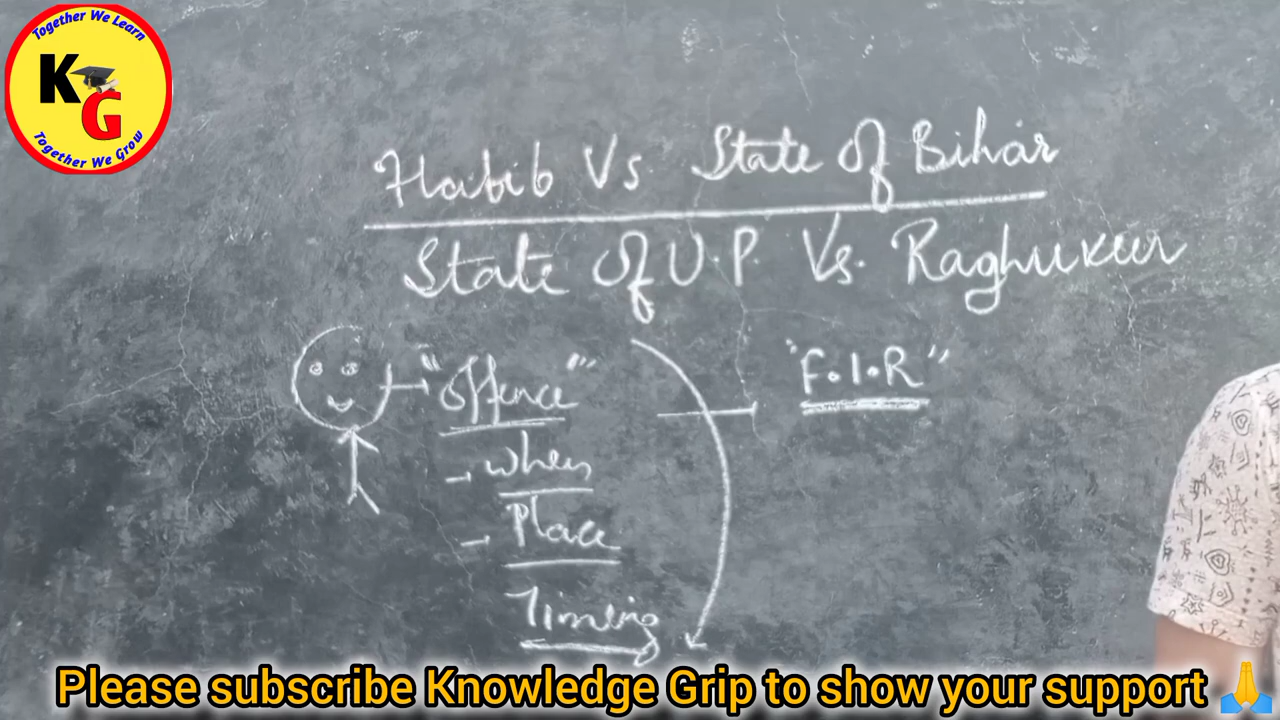 Together We Learn
KG
Together We Grow
Habib Vs. State Of Bihar
State Of U.P. Vs. Raghuveer
"offence"
"F.I.R"
- when
- Place
Timing
Please subscribe Knowledge Grip to show your support 🙏